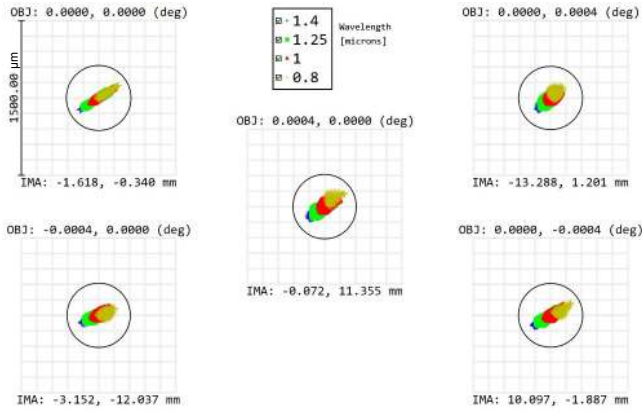 OBJ: 0.0000, 0.0000 (deg)
1500.00 µm
IMA: -1.618, -0.340 mm
1.4
1.25
1
0.8
Wavelength
[microns]
OBJ: 0.0000, 0.0004 (deg)
IMA: -13.288, 1.201 mm
OBJ: 0.0004, 0.0000 (deg)
IMA: -0.072, 11.355 mm
OBJ: -0.0004, 0.0000 (deg)
IMA: -3.152, -12.037 mm
OBJ: 0.0000, -0.0004 (deg)
IMA: 10.097, -1.887 mm